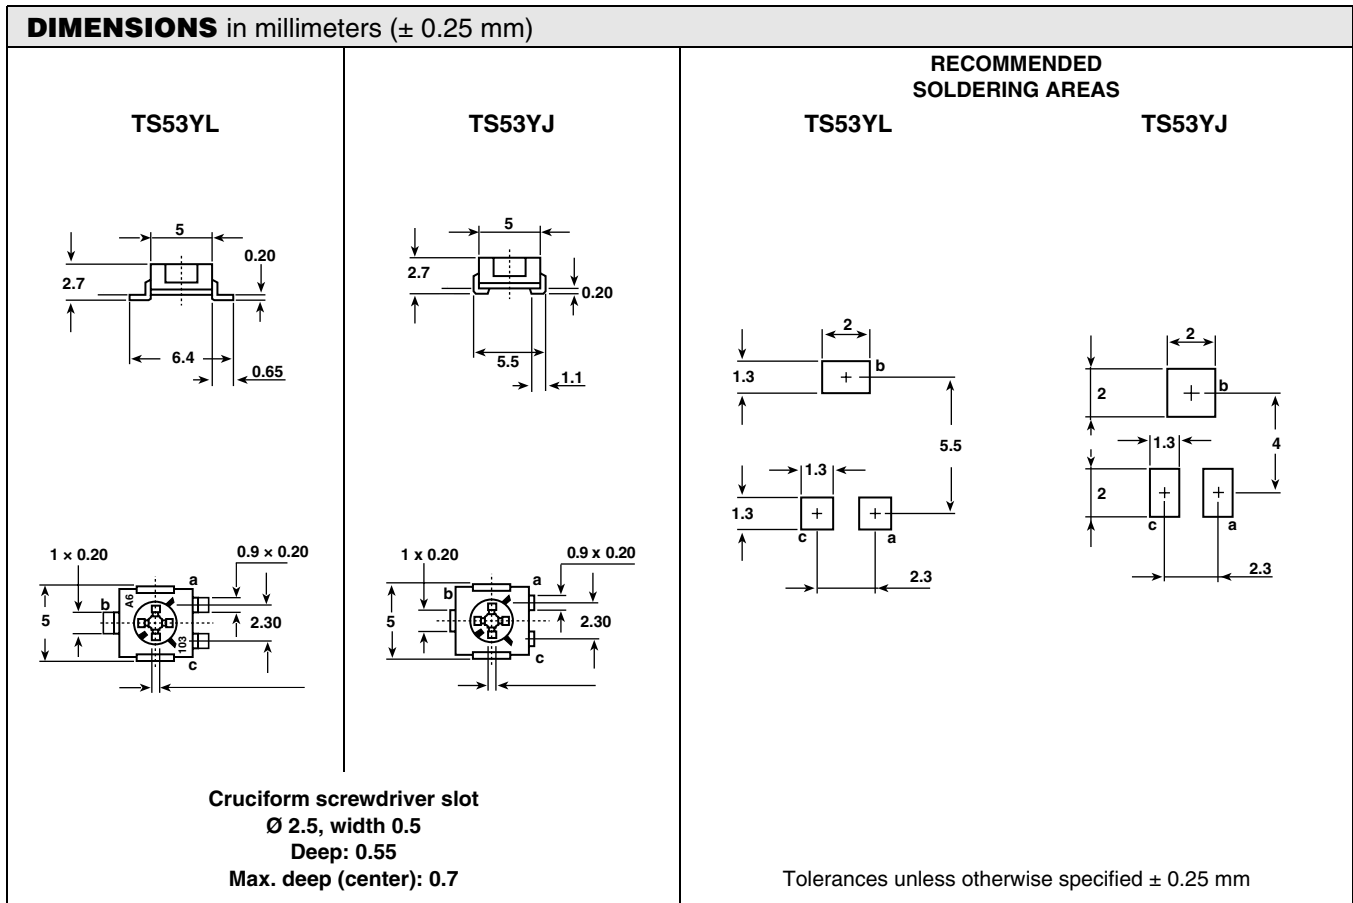 DIMENSIONS in millimeters (± 0.25 mm)
TS53YL
TS53YJ
RECOMMENDED
SOLDERING AREAS
TS53YL
TS53YJ
5
0.20
2.7
6.4
0.65
5
2.7
0.20
5.5
1.1
2
b
1.3
5.5
1.3
1.3
c
a
2.3
2
b
2
1.3
4
2
c
a
2.3
1 × 0.20
0.9 × 0.20
a
b
A6
5
2.30
103
c
1 x 0.20
0.9 x 0.20
a
b
5
2.30
c
Cruciform screwdriver slot
Ø 2.5, width 0.5
Deep: 0.55
Max. deep (center): 0.7
Tolerances unless otherwise specified ± 0.25 mm